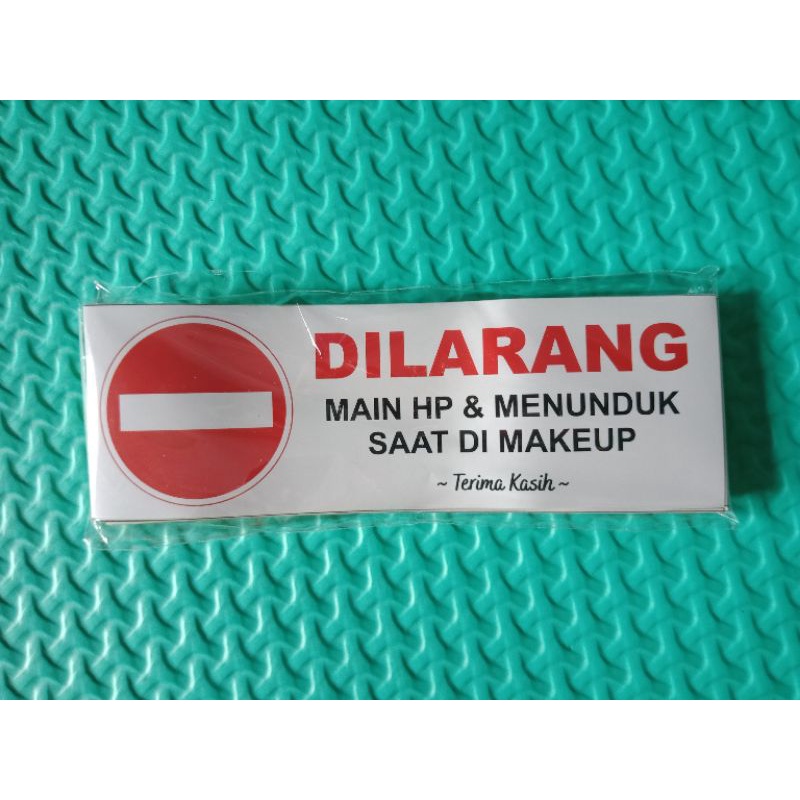 DILARANG
MAIN HP & MENUNDUK
SAAT DI MAKEUP
~ Terima Kasih ~